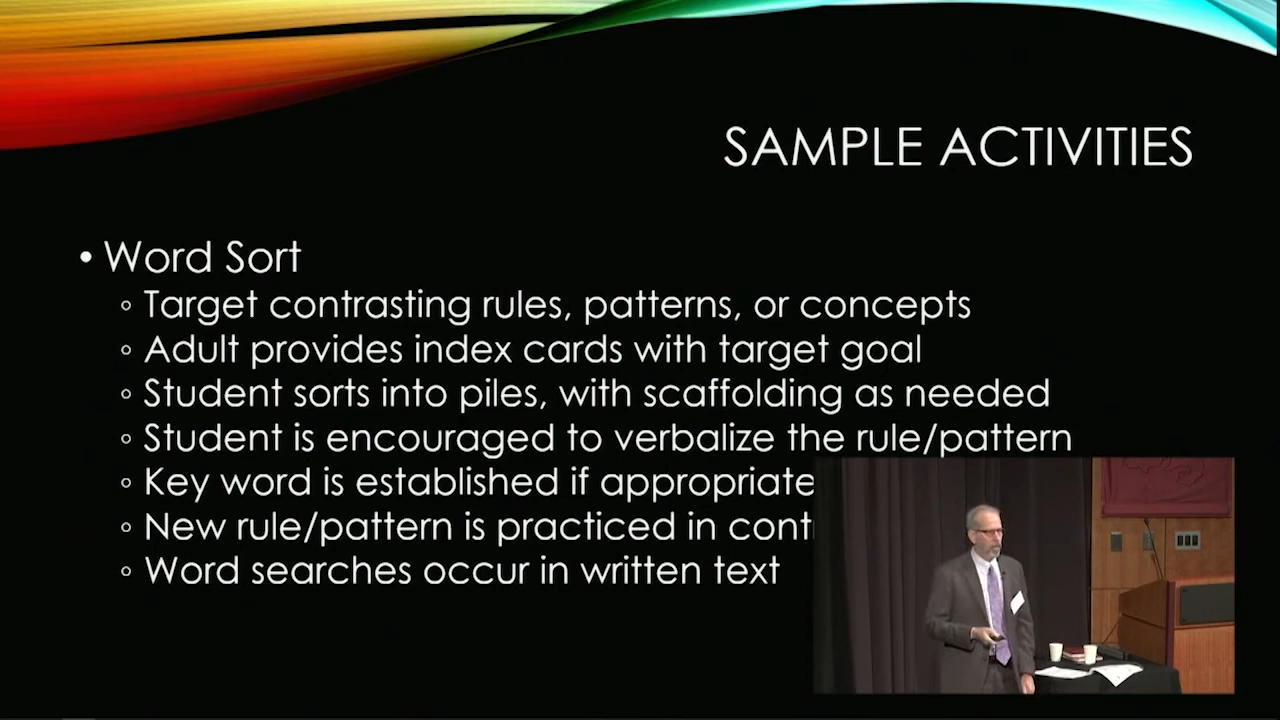 SAMPLE ACTIVITIES
• Word Sort
◦ Target contrasting rules, patterns, or concepts
◦ Adult provides index cards with target goal
◦ Student sorts into piles, with scaffolding as needed
◦ Student is encouraged to verbalize the rule/pattern
◦ Key word is established if appropriate
◦ New rule/pattern is practiced in
◦ Word searches occur in written text